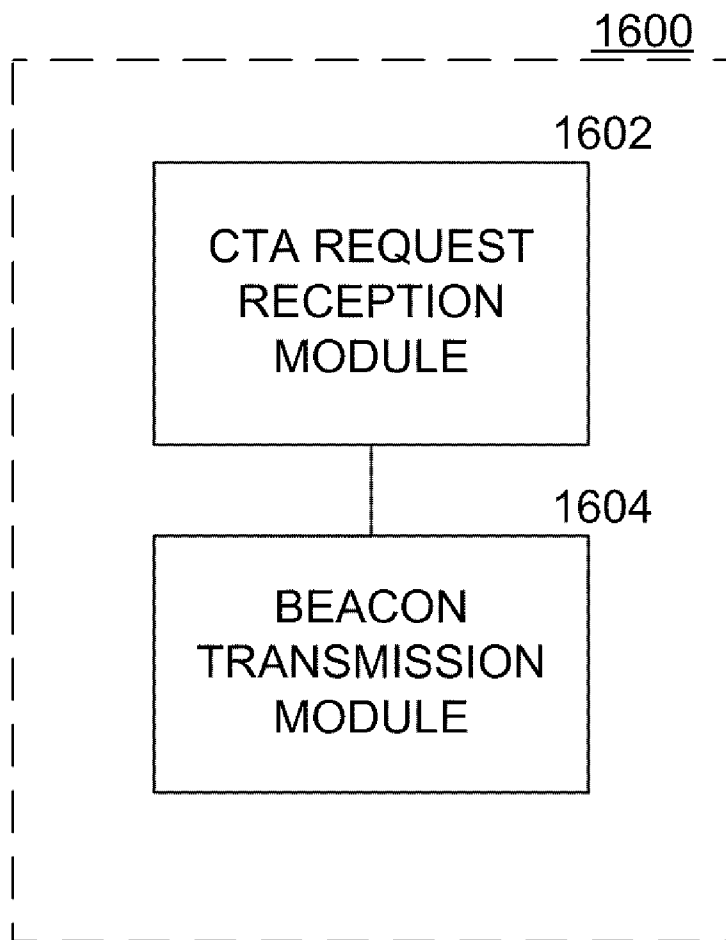 1600
1602
CTA REQUEST
RECEPTION
MODULE
1604
BEACON
TRANSMISSION
MODULE